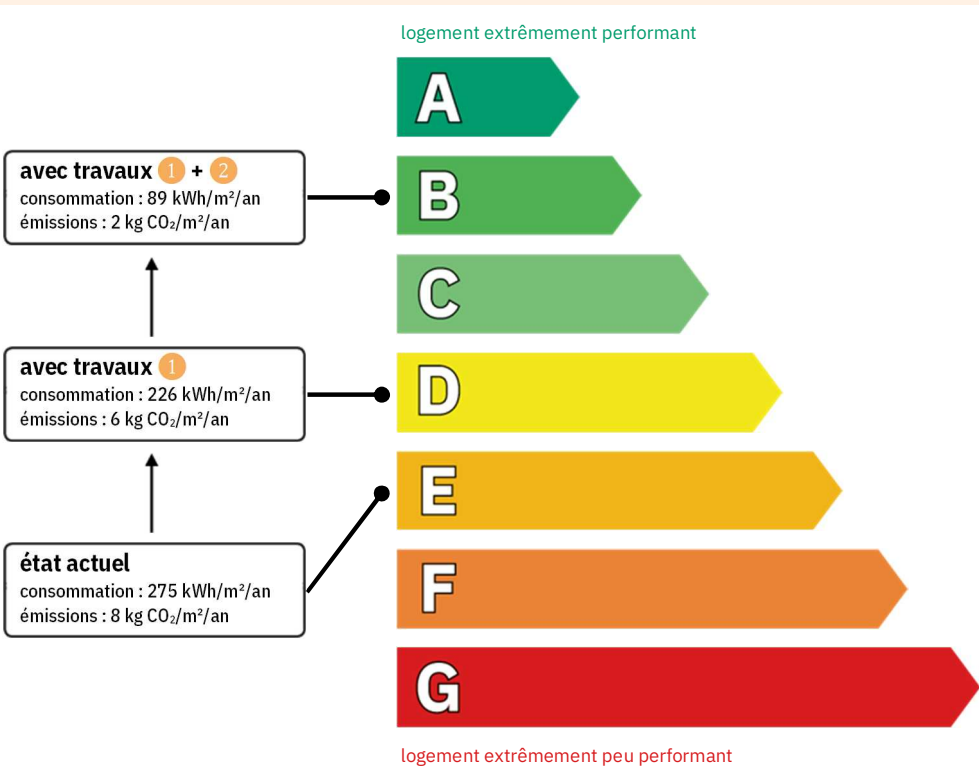 logement extrêmement performant
A
avec travaux 1 + 2
consommation : 89 kWh/m²/an
émissions : 2 kg CO₂/m²/an
B
C
avec travaux 1
consommation : 226 kWh/m²/an
émissions : 6 kg CO₂/m²/an
D
E
état actuel
consommation : 275 kWh/m²/an
émissions : 8 kg CO₂/m²/an
F
G
logement extrêmement peu performant